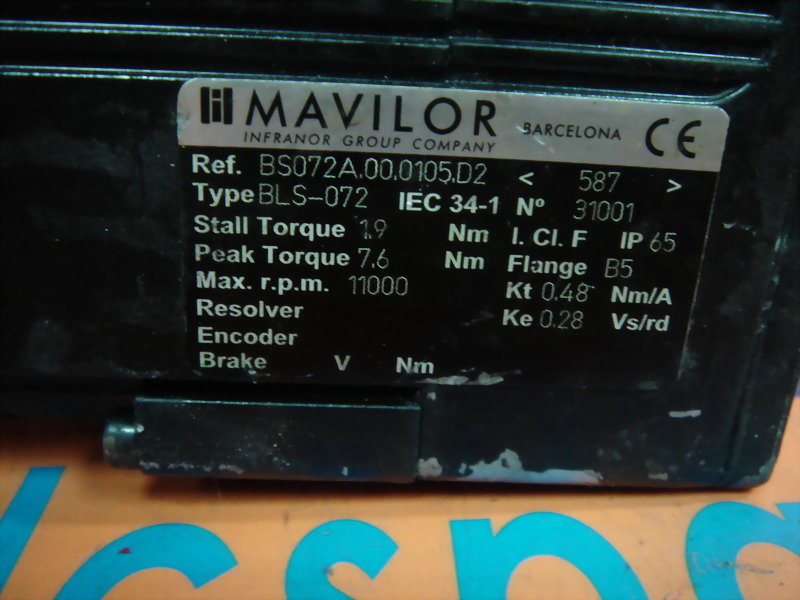 MAVILOR BARCELONA CE
INFRANOR GROUP COMPANY
Ref. BS072A.00.0105.D2 < 587 >
Type BLS-072 IEC 34-1 Nº 31001
Stall Torque 1.9 Nm I. Cl. F IP 65
Peak Torque 7.6 Nm Flange B5
Max. r.p.m. 11000 Kt 0.48 Nm/A
Resolver Ke 0.28 Vs/rd
Encoder
Brake V Nm